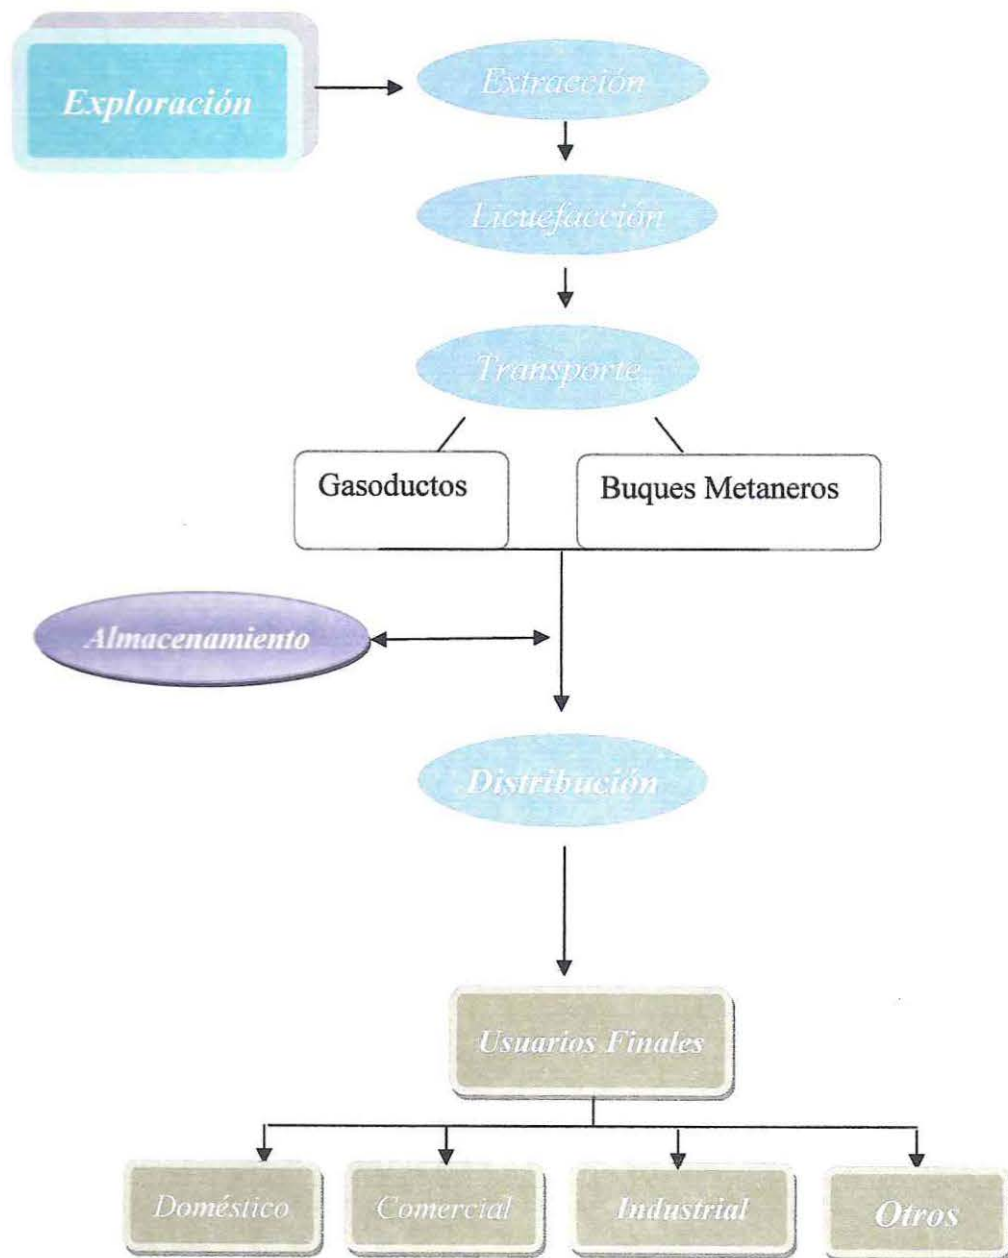 Exploración
Extracción
Licuefacción
Transporte
Gasoductos
Buques Metaneros
Almacenamiento
Distribución
Usuarios Finales
Doméstico
Comercial
Industrial
Otros